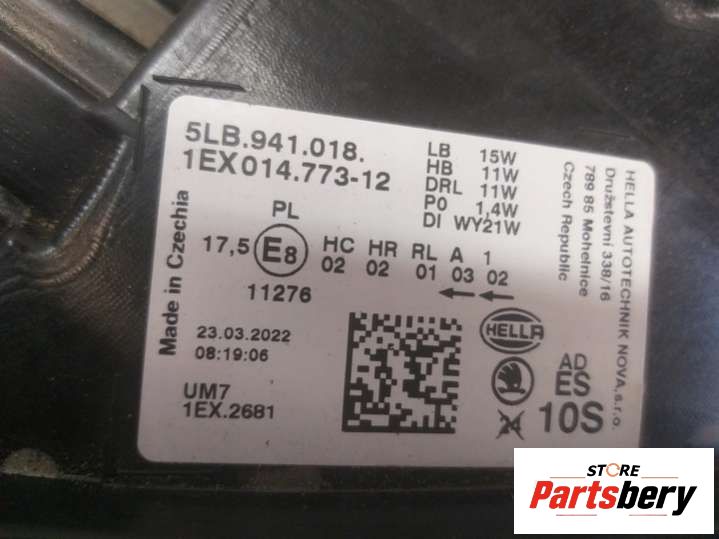 5LB.941.018.
1EX014.773-12
LB 15W
HB 11W
DRL 11W
PO 1,4W
DI WY21W
HELLA AUTOTECHNIK NOVA, s.r.o.
Družstevní 338/16
789 85 Mohelnice
Czech Republic
Made in Czechia
PL
17,5 E8 HC HR RL A 1
02 02 01 03 02
11276
23.03.2022
08:19:06
UM7
1EX.2681
HELLA
AD
ES
10S
STORE
Partsbery